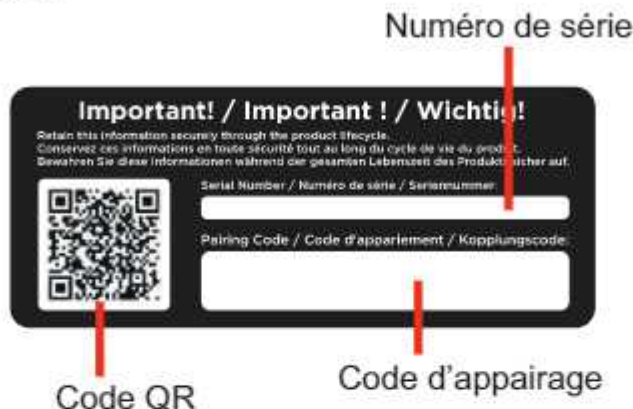 Numéro de série
Important! / Important ! / Wichtig!
Retain this information securely through the product lifecycle.
Conservez ces informations en toute sécurité tout au long du cycle de vie du produit.
Bewahren Sie diese Informationen während der gesamten Lebenszeit des Produkts sicher auf.
Serial Number / Numéro de série / Seriennummer:
Pairing Code / Code d'appariement / Kopplungscode:
Code QR
Code d'appairage